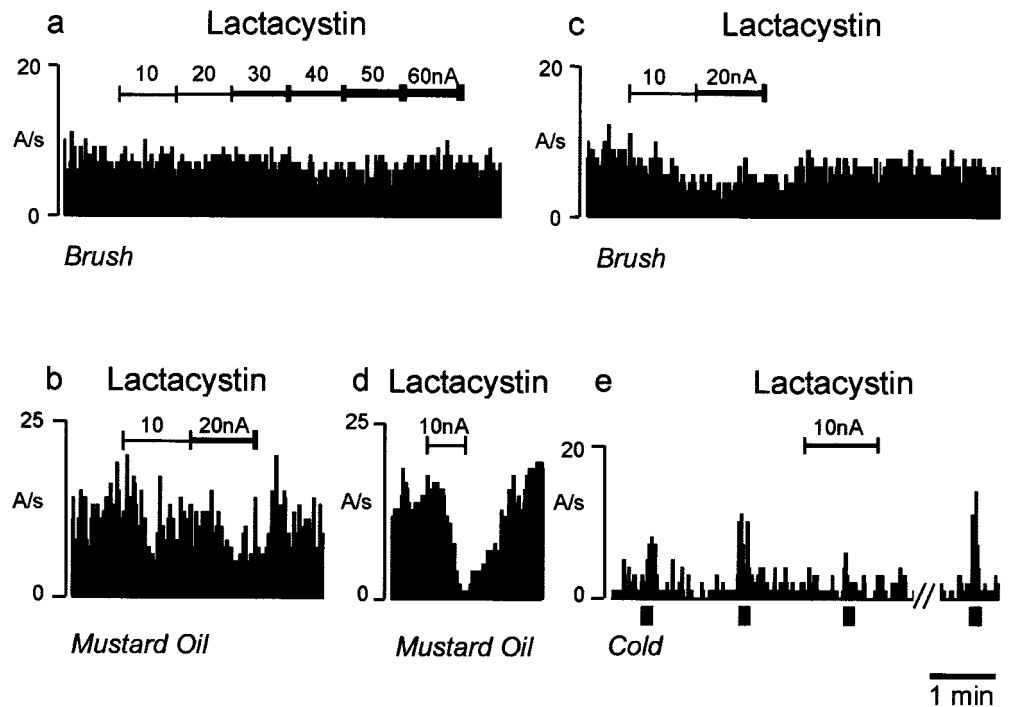 a
Lactacystin
10 20 30 40 50 60nA
20
A/s
0
Brush
c
Lactacystin
10 20nA
20
A/s
0
Brush
b
Lactacystin
10 20nA
25
A/s
0
Mustard Oil
d
Lactacystin
10nA
25
A/s
0
Mustard Oil
e
Lactacystin
10nA
20
A/s
0
Cold
1 min